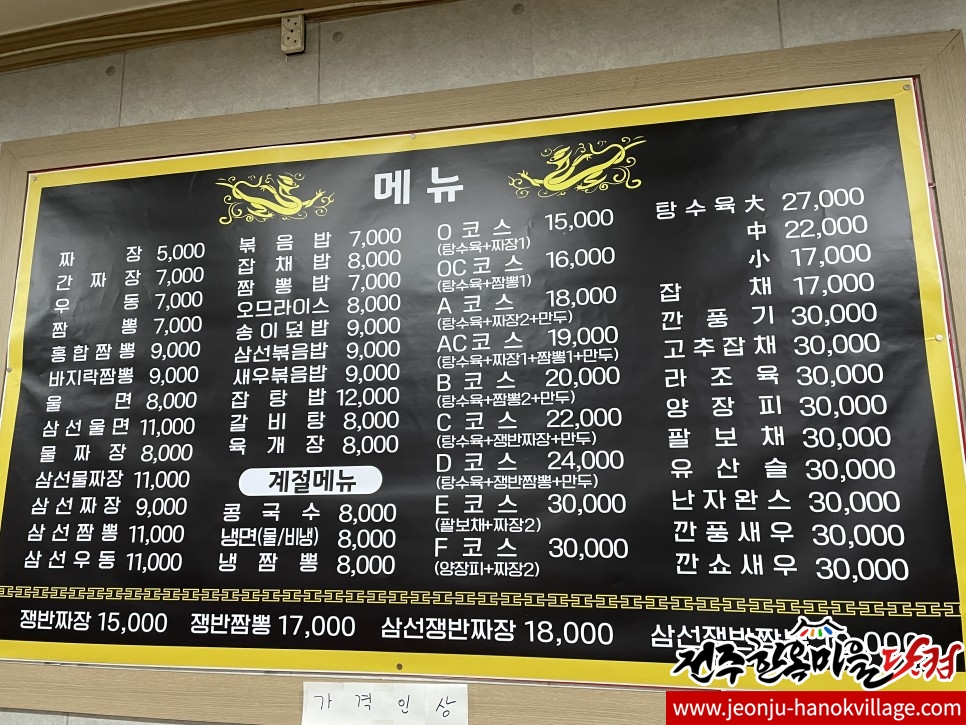 메뉴
짜장 5,000
간짜장 7,000
우동 7,000
짬뽕 7,000
홍합짬뽕 9,000
바지락짬뽕 9,000
울면 8,000
삼선울면 11,000
물짜장 8,000
삼선물짜장 11,000
삼선짜장 9,000
삼선짬뽕 11,000
삼선우동 11,000
볶음밥 7,000
잡채밥 8,000
짬뽕밥 7,000
오므라이스 8,000
송이덮밥 9,000
삼선볶음밥 9,000
새우볶음밥 9,000
잡탕밥 12,000
갈비탕 8,000
육개장 8,000
계절메뉴
콩국수 8,000
냉면(물/비냉) 8,000
냉짬뽕 8,000
O 코스 15,000
(탕수육+짜장1)
OC 코스 16,000
(탕수육+짬뽕1)
A 코스 18,000
(탕수육+짜장2+만두)
AC 코스 19,000
(탕수육+짜장1+짬뽕1+만두)
B 코스 20,000
(탕수육+짬뽕2+만두)
C 코스 22,000
(탕수육+쟁반짜장+만두)
D 코스 24,000
(탕수육+쟁반짬뽕+만두)
E 코스 30,000
(팔보채+짜장2)
F 코스 30,000
(양장피+짜장2)
탕수육 大 27,000
中 22,000
小 17,000
잡채 17,000
깐풍기 30,000
고추잡채 30,000
라조육 30,000
양장피 30,000
팔보채 30,000
유산슬 30,000
난자완스 30,000
깐풍새우 30,000
깐쇼새우 30,000
쟁반짜장 15,000 쟁반짬뽕 17,000 삼선쟁반짜장 18,000 삼선쟁반짬뽕
가격인상
전주한옥마을닷컴
www.jeonju-hanokvillage.com